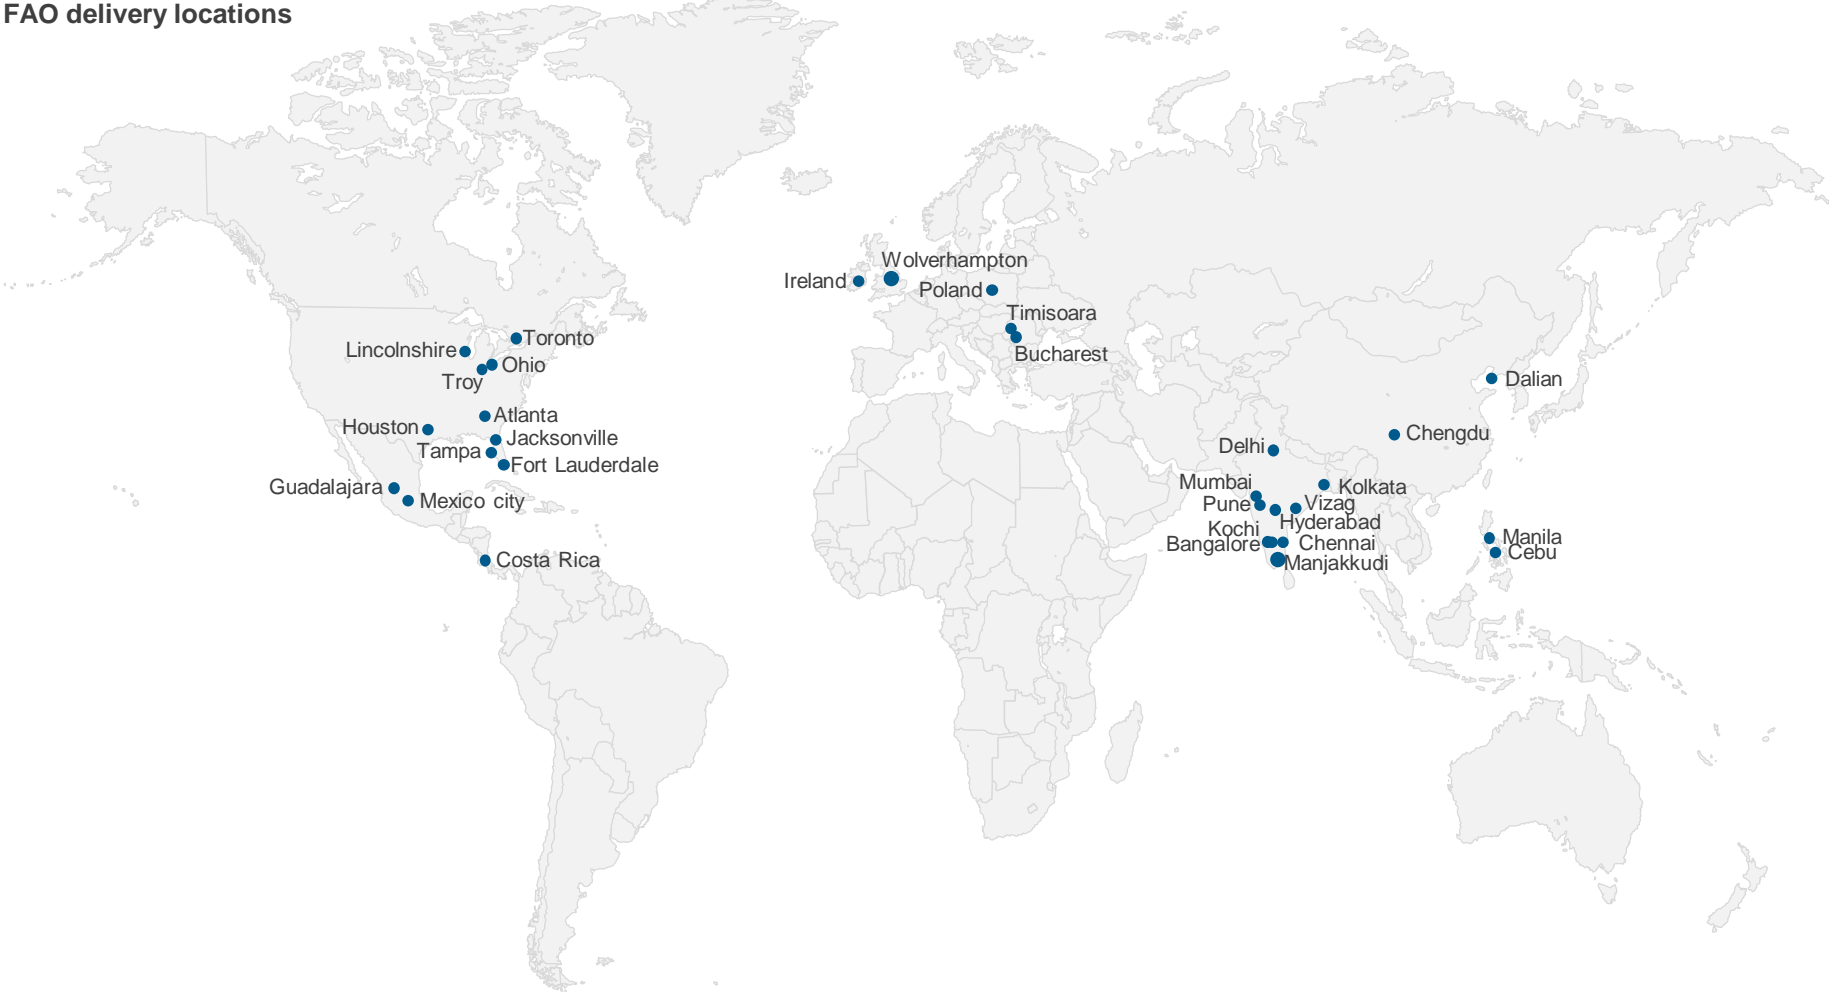 FAO delivery locations
Wolverhampton
Ireland
Poland
Timisoara
Bucharest
Toronto
Lincolnshire
Ohio
Troy
Atlanta
Houston
Jacksonville
Tampa
Fort Lauderdale
Guadalajara
Mexico city
Costa Rica
Dalian
Chengdu
Delhi
Mumbai
Kolkata
Pune
Vizag
Hyderabad
Kochi
Bangalore
Chennai
Manjakkudi
Manila
Cebu